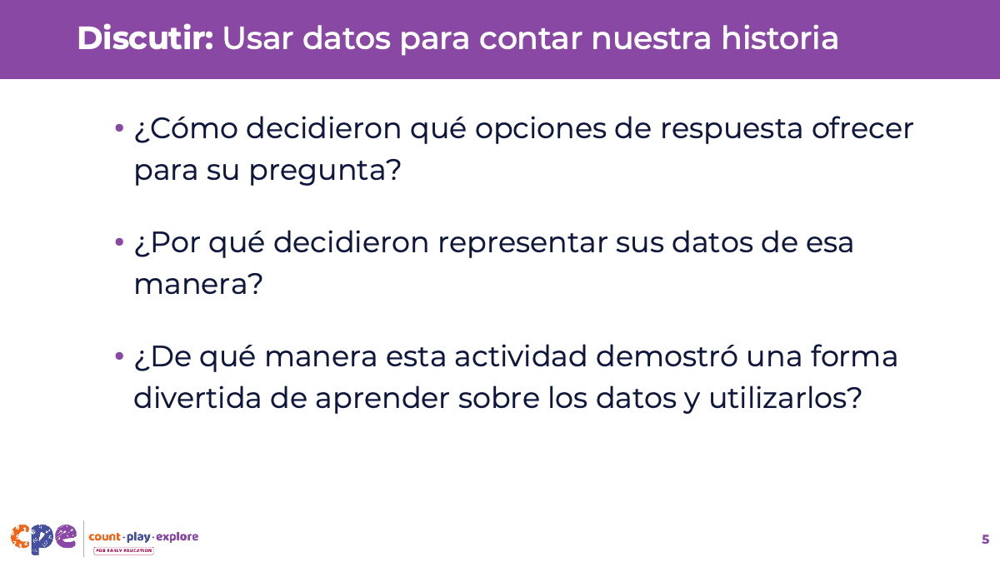 Discutir: Usar datos para contar nuestra historia
• ¿Cómo decidieron qué opciones de respuesta ofrecer
para su pregunta?
• ¿Por qué decidieron representar sus datos de esa
manera?
• ¿De qué manera esta actividad demostró una forma
divertida de aprender sobre los datos y utilizarlos?
cpe
count·play·explore
FOR EARLY EDUCATION
5